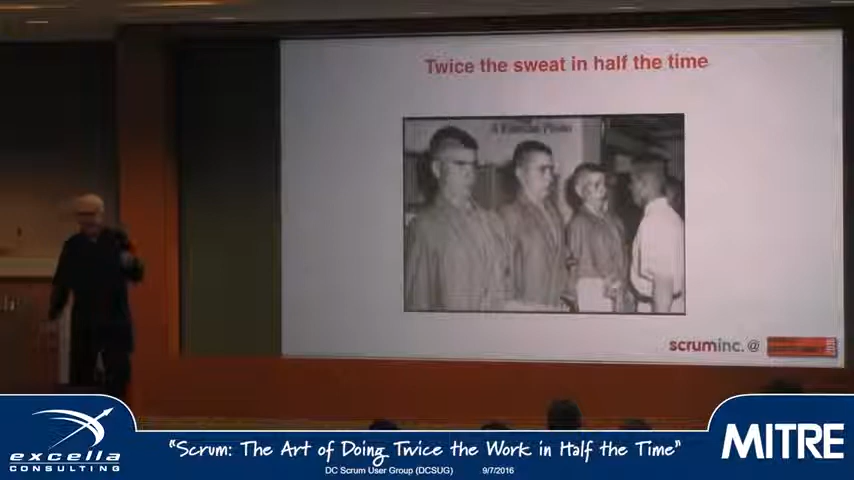 Twice the sweat in half the time
scruminc.@
excella
CONSULTING
"Scrum: The Art of Doing Twice the Work in Half the Time"
DC Scrum User Group (DCSUG) 9/7/2016
MITRE